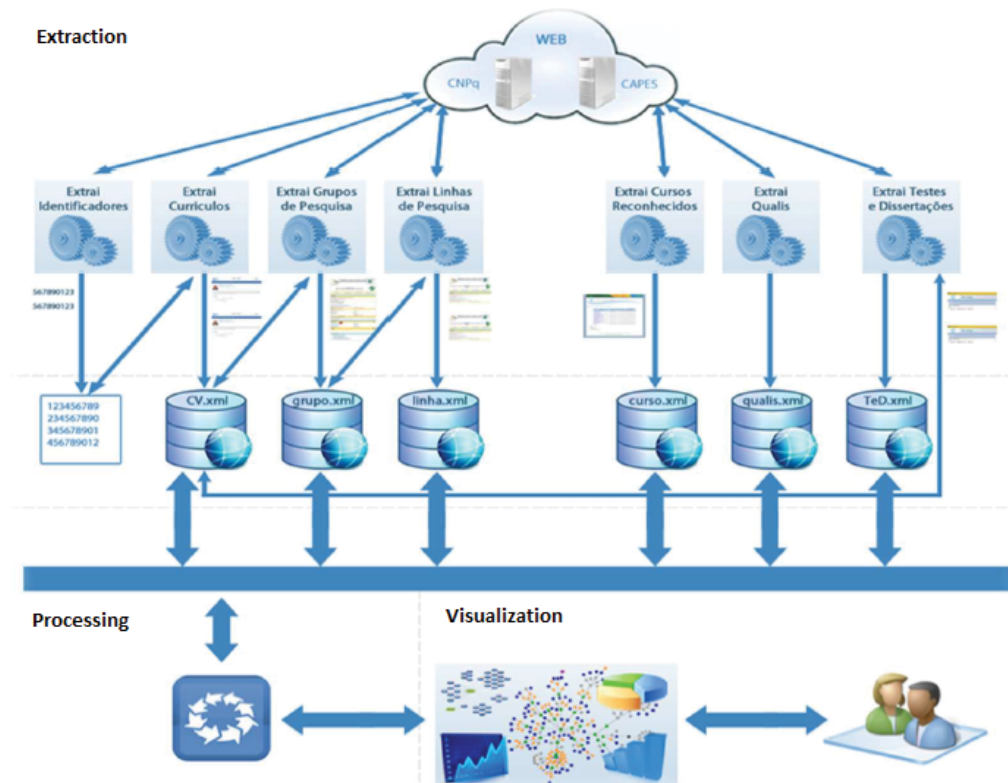 Extraction
WEB
CNPq
CAPES
Extrai
Identificadores
Extrai
Currículos
Extrai Grupos
de Pesquisa
Extrai Linhas
de Pesquisa
Extrai Cursos
Reconhecidos
Extrai
Qualis
Extrai Testes
e Dissertações
567890123
567890123
123456789
234567890
345678901
456789012
CV.xml
grupo.xml
linha.xml
curso.xml
qualis.xml
TeD.xml
Processing
Visualization